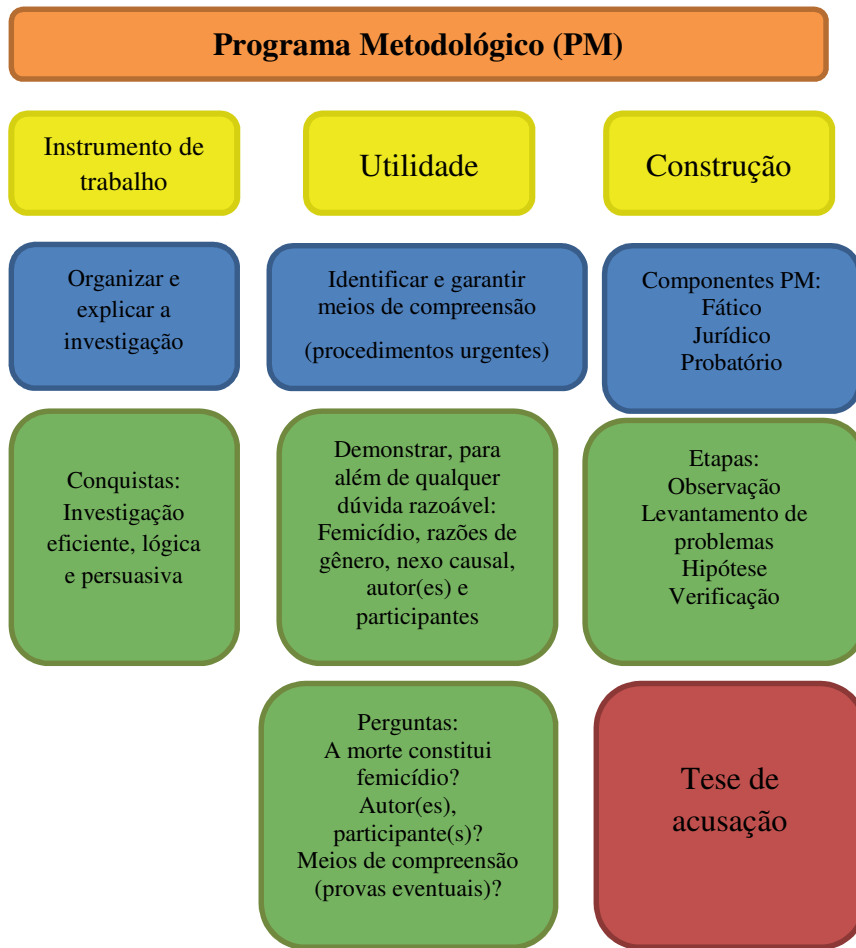 Programa Metodológico (PM)
Instrumento de
trabalho
Utilidade
Construção
Organizar e
explicar a
investigação
Identificar e garantir
meios de compreensão
(procedimentos urgentes)
Componentes PM:
Fático
Jurídico
Probatório
Conquistas:
Investigação
eficiente, lógica
e persuasiva
Demonstrar, para
além de qualquer
dúvida razoável:
Femicídio, razões de
gênero, nexo causal,
autor(es) e
participantes
Etapas:
Observação
Levantamento de
problemas
Hipótese
Verificação
Perguntas:
A morte constitui
femicídio?
Autor(es),
participante(s)?
Meios de compreensão
(provas eventuais)?
Tese de
acusação